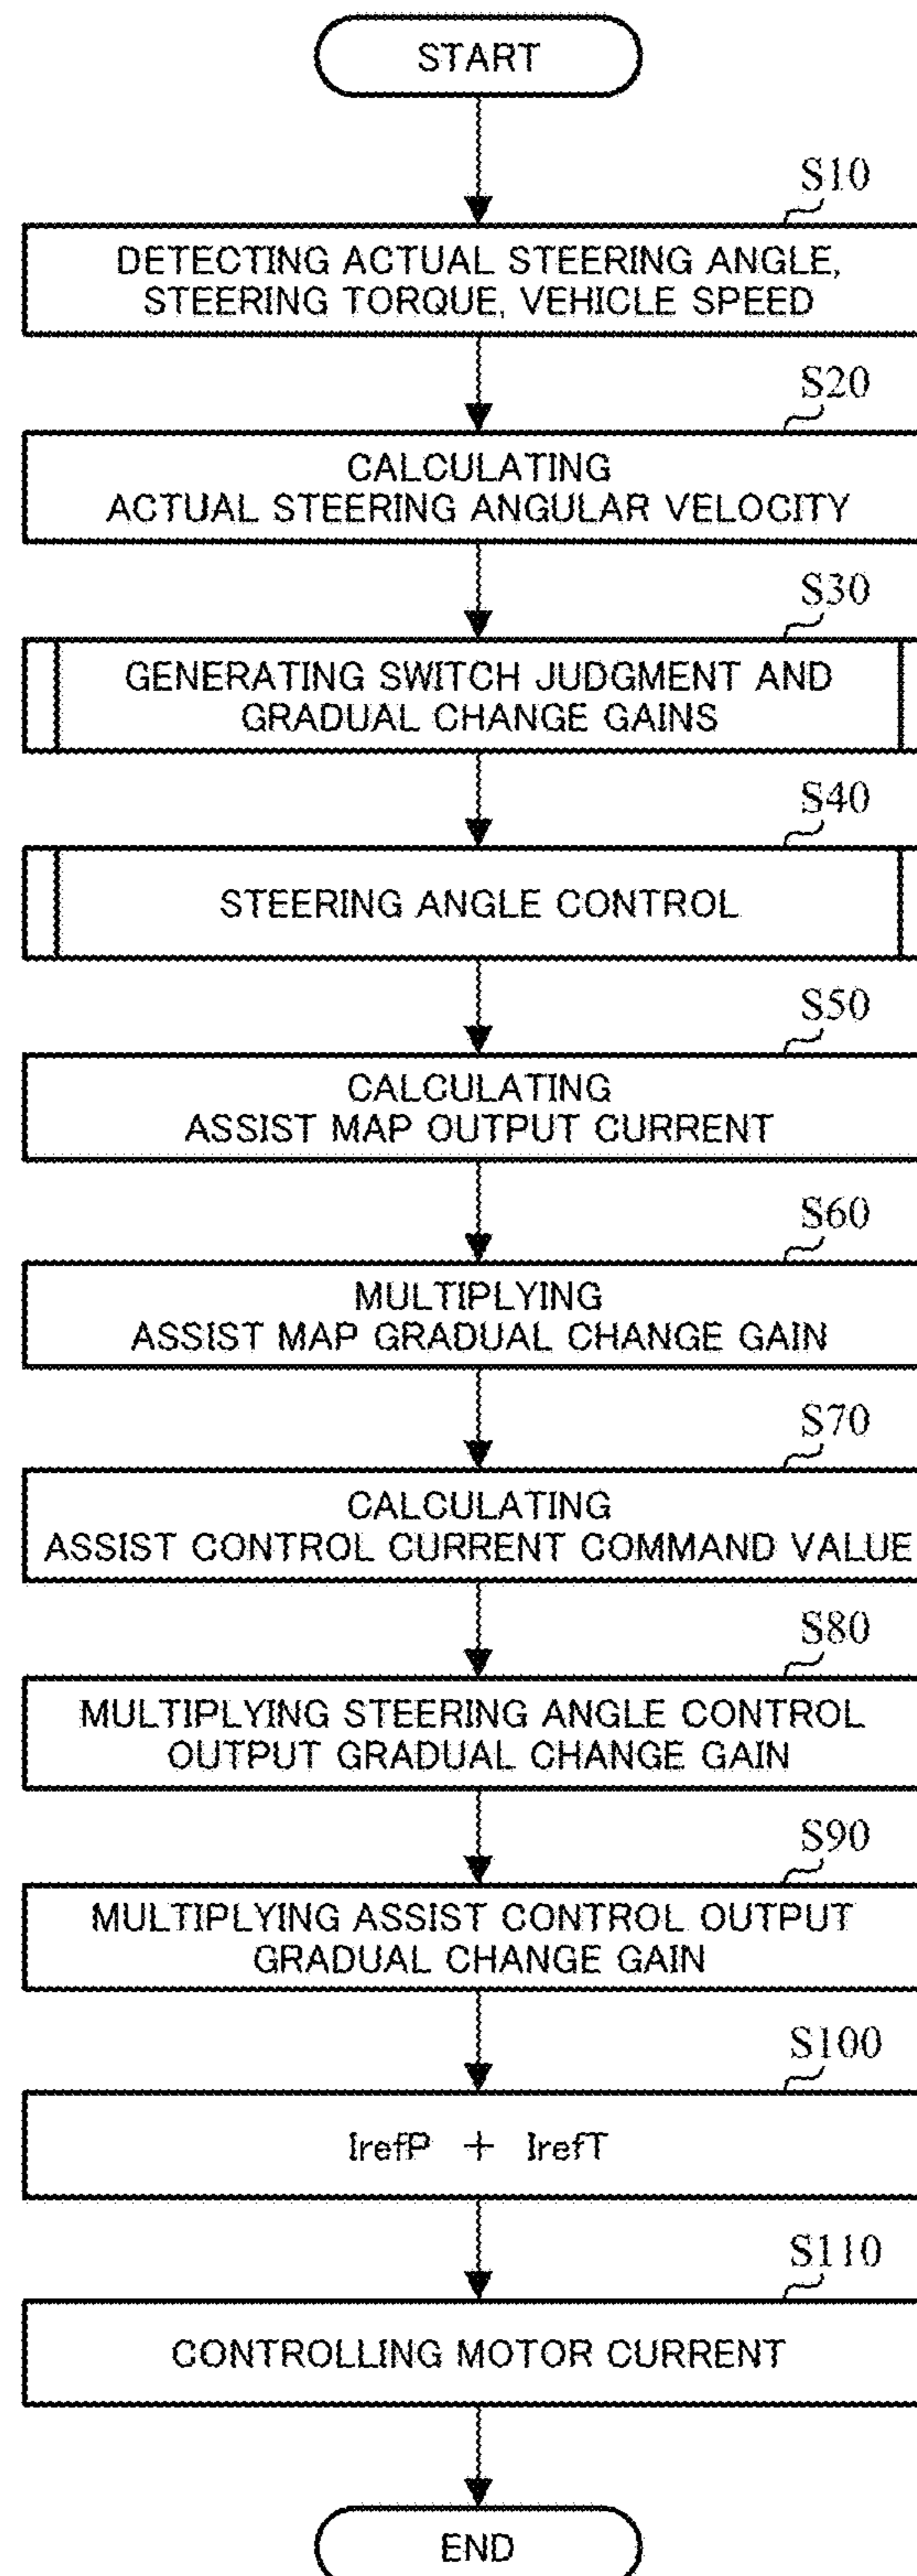 START
S10
DETECTING ACTUAL STEERING ANGLE,
STEERING TORQUE, VEHICLE SPEED
S20
CALCULATING
ACTUAL STEERING ANGULAR VELOCITY
S30
GENERATING SWITCH JUDGMENT AND
GRADUAL CHANGE GAINS
S40
STEERING ANGLE CONTROL
S50
CALCULATING
ASSIST MAP OUTPUT CURRENT
S60
MULTIPLYING
ASSIST MAP GRADUAL CHANGE GAIN
S70
CALCULATING
ASSIST CONTROL CURRENT COMMAND VALUE
S80
MULTIPLYING STEERING ANGLE CONTROL
OUTPUT GRADUAL CHANGE GAIN
S90
MULTIPLYING ASSIST CONTROL OUTPUT
GRADUAL CHANGE GAIN
S100
IrefP + IrefT
S110
CONTROLLING MOTOR CURRENT
END